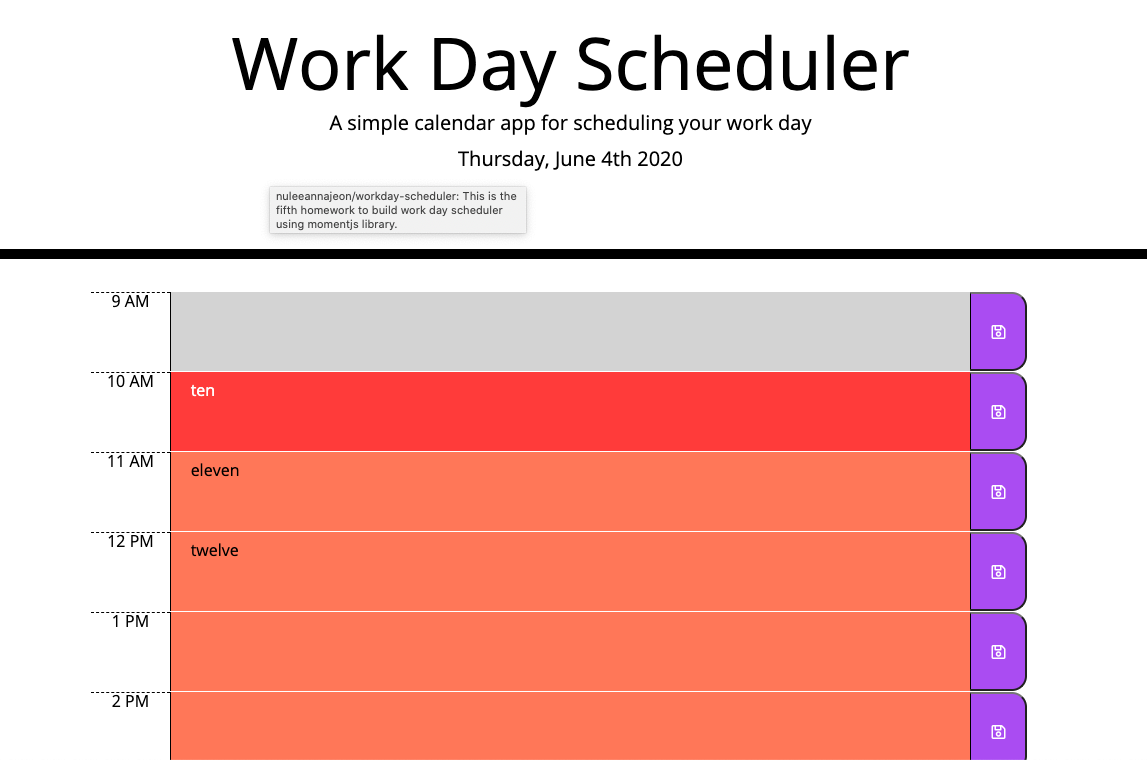 Work Day Scheduler
A simple calendar app for scheduling your work day
Thursday, June 4th 2020
nuleeannajeon/workday-scheduler: This is the
fifth homework to build work day scheduler
using momentjs library.
9 AM
10 AM
ten
11 AM
eleven
12 PM
twelve
1 PM
2 PM